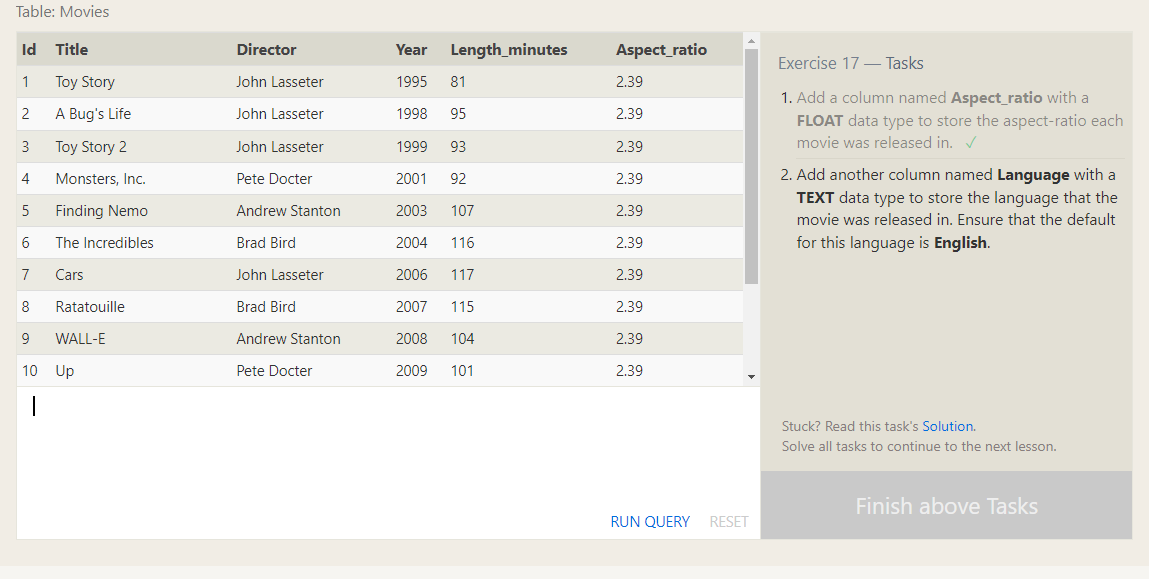 Table: Movies
Id Title Director Year Length_minutes Aspect_ratio
1 Toy Story John Lasseter 1995 81 2.39
2 A Bug's Life John Lasseter 1998 95 2.39
3 Toy Story 2 John Lasseter 1999 93 2.39
4 Monsters, Inc. Pete Docter 2001 92 2.39
5 Finding Nemo Andrew Stanton 2003 107 2.39
6 The Incredibles Brad Bird 2004 116 2.39
7 Cars John Lasseter 2006 117 2.39
8 Ratatouille Brad Bird 2007 115 2.39
9 WALL-E Andrew Stanton 2008 104 2.39
10 Up Pete Docter 2009 101 2.39
RUN QUERY RESET
Exercise 17 — Tasks
1. Add a column named Aspect_ratio with a
FLOAT data type to store the aspect-ratio each
movie was released in. ✓
2. Add another column named Language with a
TEXT data type to store the language that the
movie was released in. Ensure that the default
for this language is English.
Stuck? Read this task's Solution.
Solve all tasks to continue to the next lesson.
Finish above Tasks